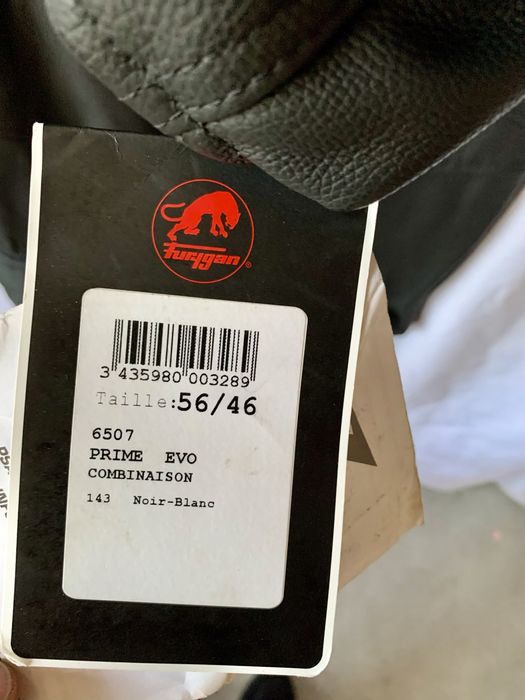 Furygan®
3 435980 003289
Taille:56/46
6507
PRIME EVO
COMBINAISON
143 Noir-Blanc